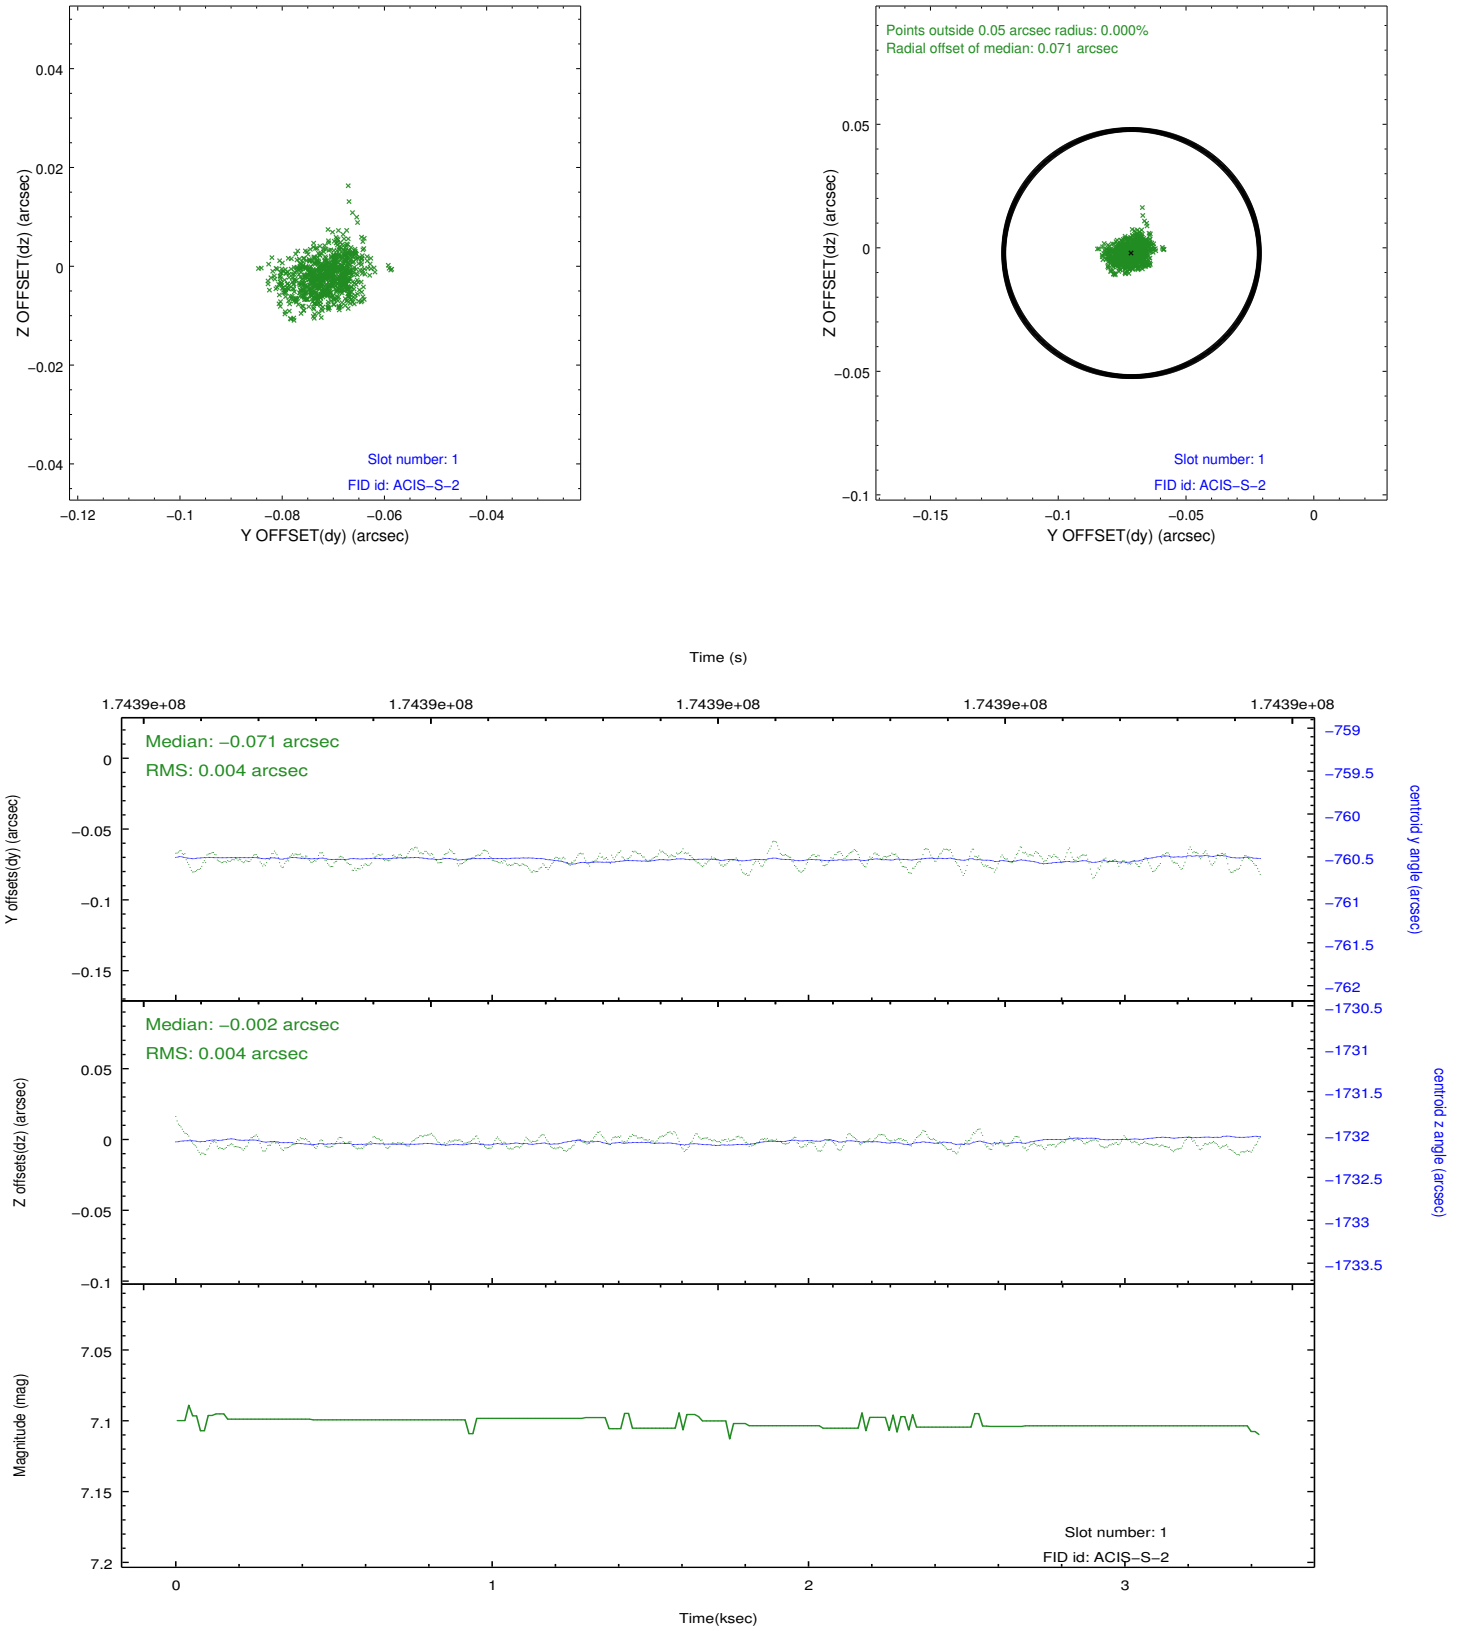 0.04
0.02
0
−0.02
−0.04
Z OFFSET(dz) (arcsec)
Slot number: 1
FID id: ACIS−S−2
−0.12
−0.1
−0.08
−0.06
−0.04
Y OFFSET(dy) (arcsec)
Points outside 0.05 arcsec radius: 0.000%
Radial offset of median: 0.071 arcsec
0.05
0
−0.05
−0.1
Z OFFSET(dz) (arcsec)
Slot number: 1
FID id: ACIS−S−2
−0.15
−0.1
−0.05
0
Y OFFSET(dy) (arcsec)
Time (s)
1.7439e+08
1.7439e+08
1.7439e+08
1.7439e+08
1.7439e+08
Median: −0.071 arcsec
RMS: 0.004 arcsec
0
−0.05
−0.1
−0.15
Y offsets(dy) (arcsec)
−759
−759.5
−760
−760.5
−761
−761.5
−762
centroid y angle (arcsec)
Median: −0.002 arcsec
RMS: 0.004 arcsec
0.05
0
−0.05
−0.1
Z offsets(dz) (arcsec)
−1730.5
−1731
−1731.5
−1732
−1732.5
−1733
−1733.5
centroid z angle (arcsec)
7.05
7.1
7.15
7.2
Magnitude (mag)
Slot number: 1
FID id: ACIS−S−2
0
1
2
3
Time(ksec)